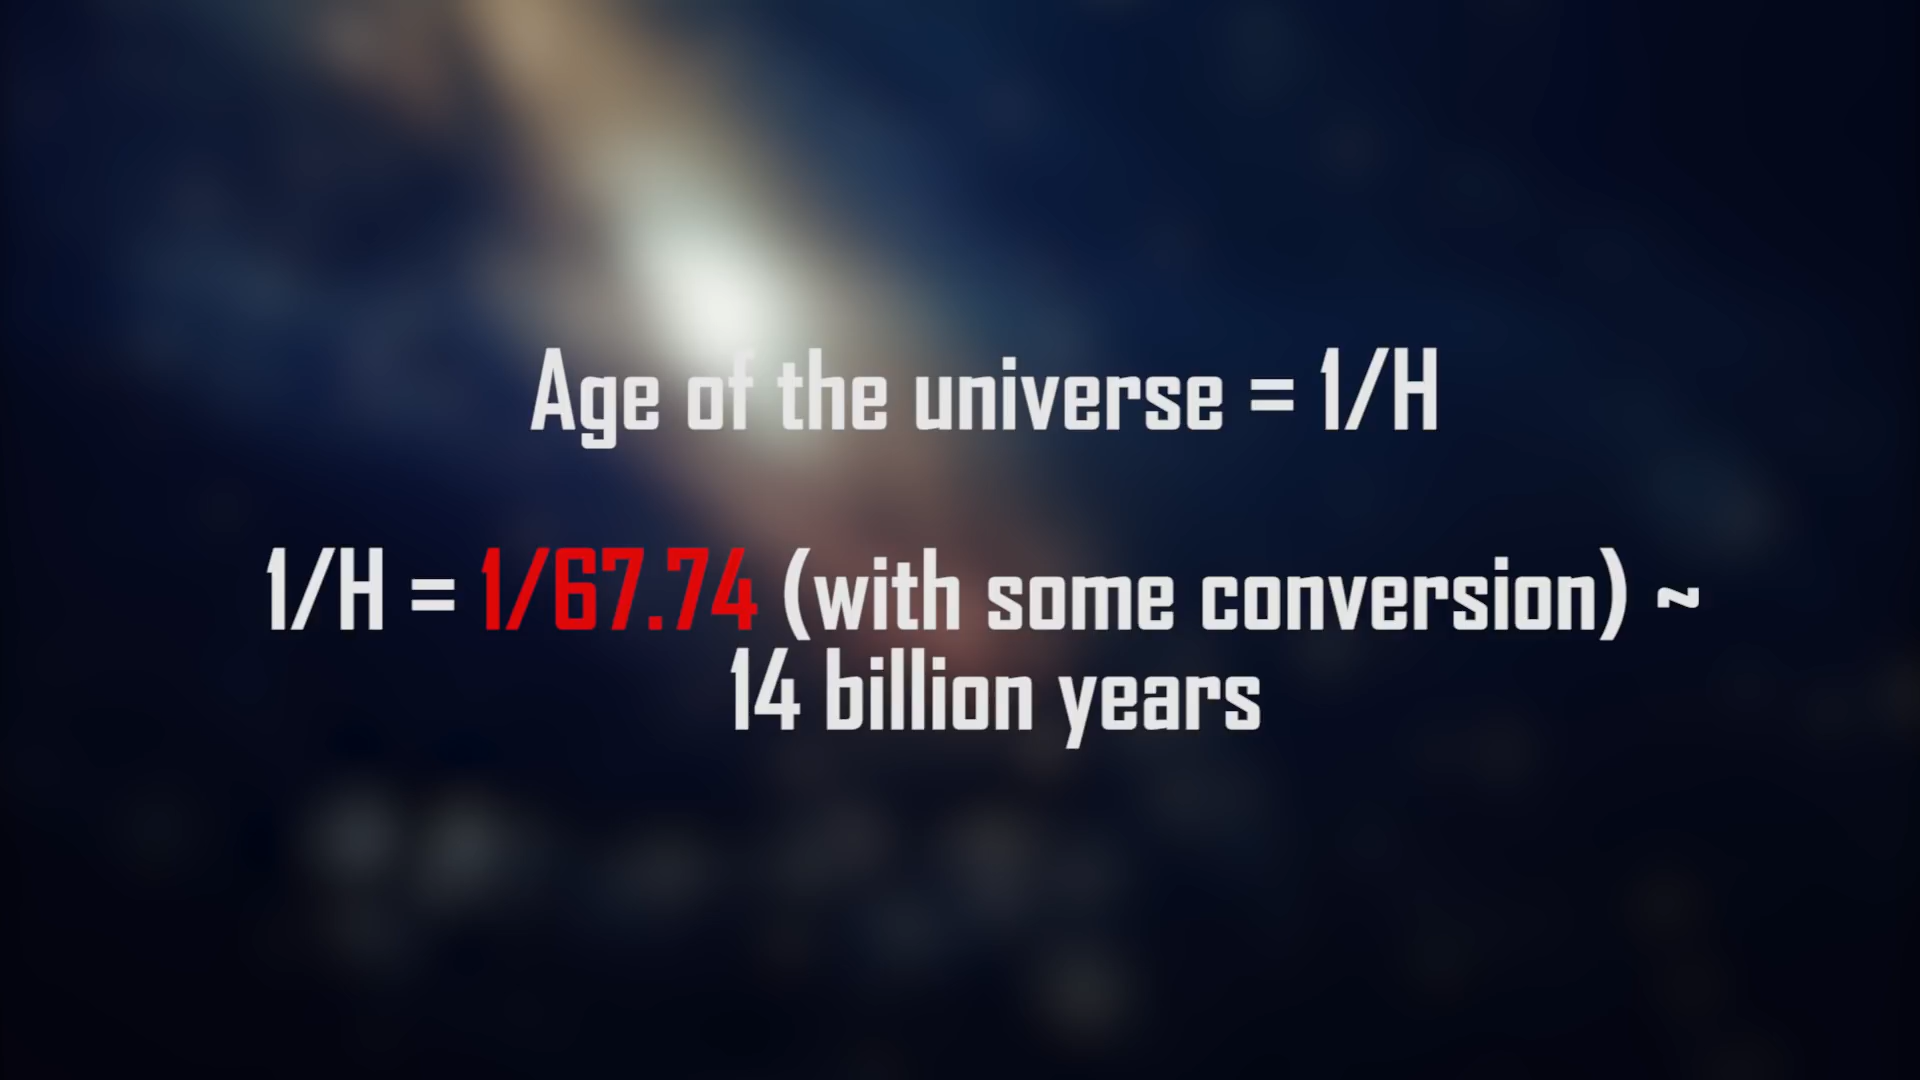 Age of the universe = 1/H
1/H = 1/67.74 (with some conversion) ~
14 billion years